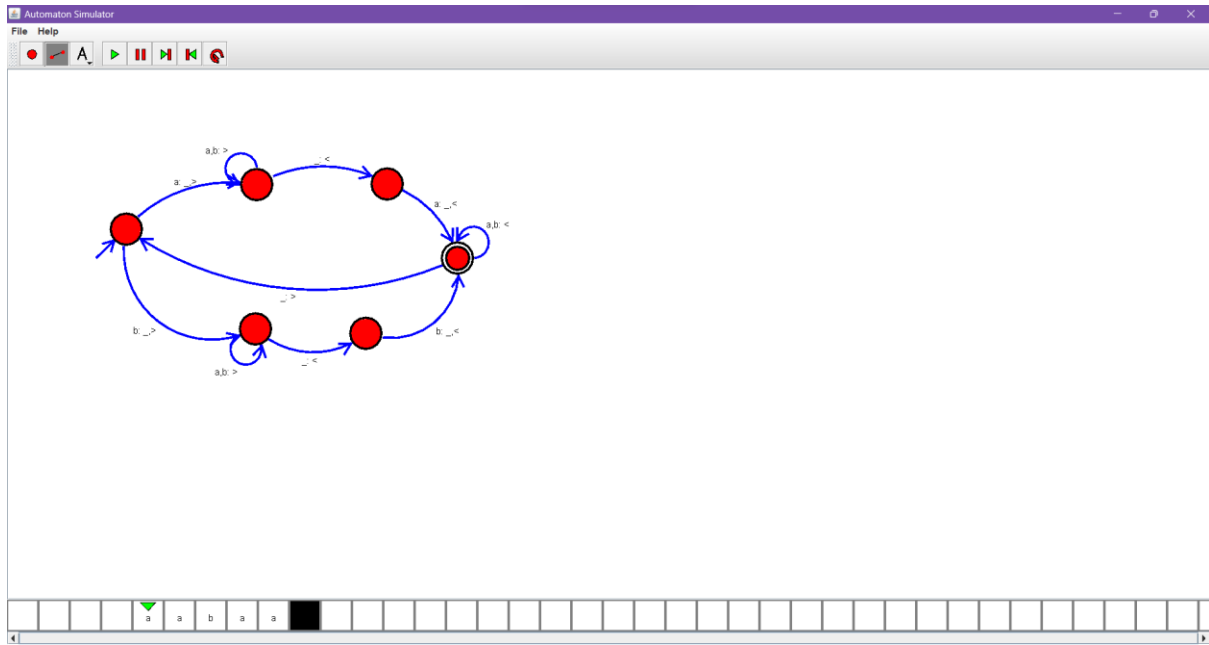 Automaton Simulator
File Help
A
a,b: >
_: <
a: _,>
a: _,<
a,b: <
_: >
b: _,>
b: _,<
_: <
a,b: >
a a b a a